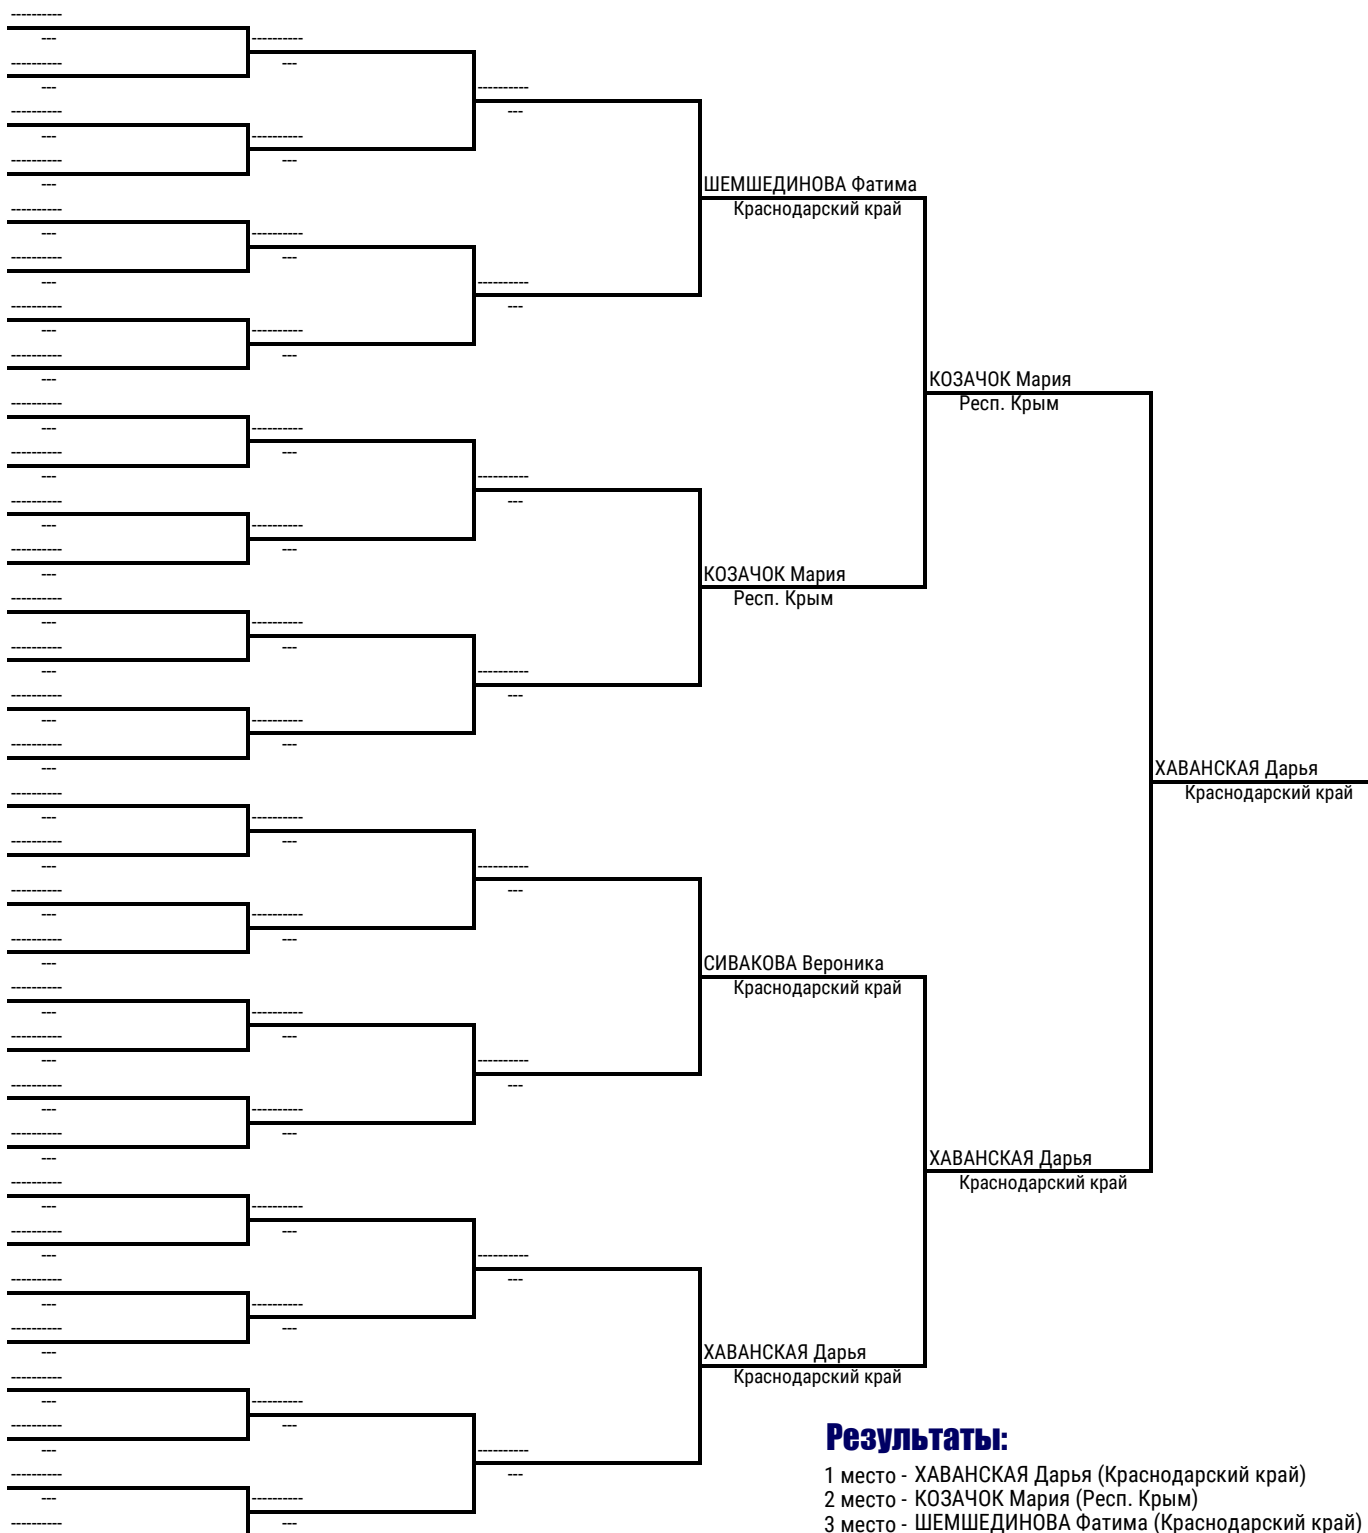 ШЕМШЕДИНОВА Фатима
Краснодарский край
КОЗАЧОК Мария
Респ. Крым
КОЗАЧОК Мария
Респ. Крым
ХАВАНСКАЯ Дарья
Краснодарский край
СИВАКОВА Вероника
Краснодарский край
ХАВАНСКАЯ Дарья
Краснодарский край
ХАВАНСКАЯ Дарья
Краснодарский край
Результаты:
1 место - ХАВАНСКАЯ Дарья (Краснодарский край)
2 место - КОЗАЧОК Мария (Респ. Крым)
3 место - ШЕМШЕДИНОВА Фатима (Краснодарский край)